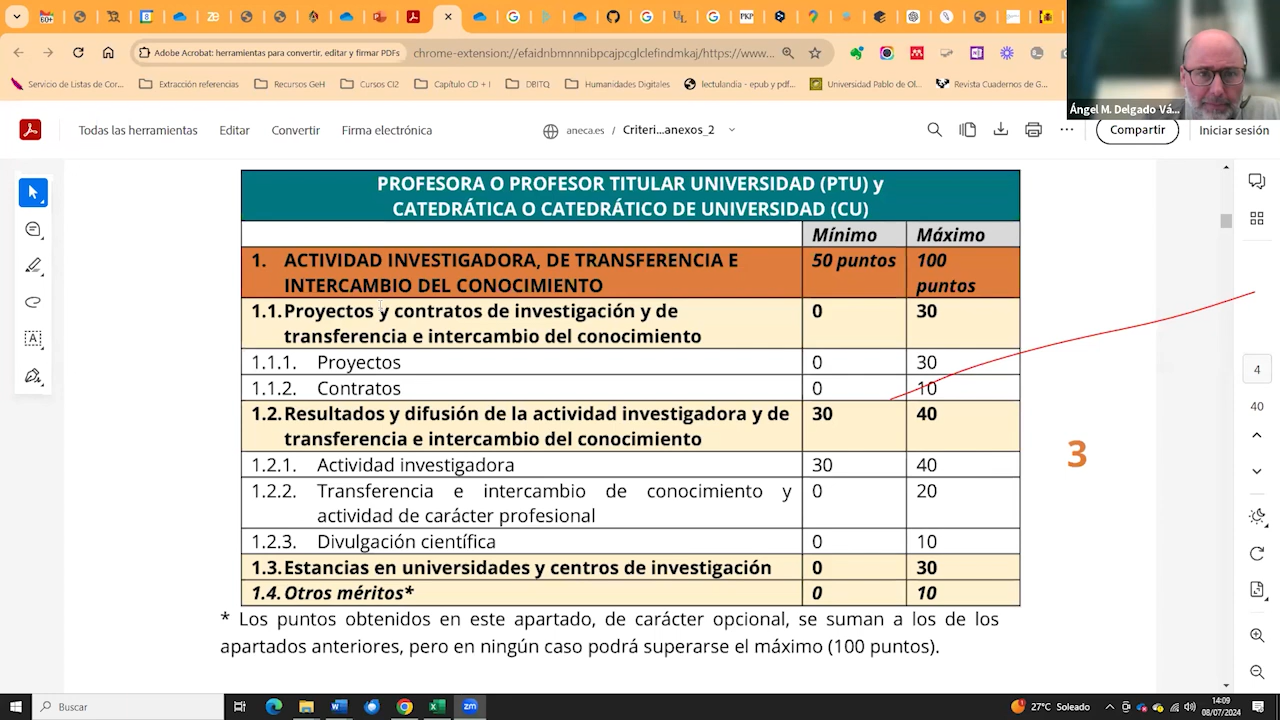 60+
8
UL
G
PKP
Adobe Acrobat: herramientas para convertir, editar y firmar PDFs
chrome-extension://efaidnbmnnnibpcajpcglclefindmkaj/https://www...
Servicio de Listas de Cor...
Extracción referencias
Recursos GeH
Cursos CI2
Capítulo CD + I
DBITQ
Humanidades Digitales
lectulandia - epub y pdf...
Universidad Pablo de Ol...
Revista Cuadernos de G...
Ángel M. Delgado Vá...
Todas las herramientas
Editar
Convertir
Firma electrónica
aneca.es / Criteri...anexos_2
Compartir
Iniciar sesión
PROFESORA O PROFESOR TITULAR UNIVERSIDAD (PTU) y
CATEDRÁTICA O CATEDRÁTICO DE UNIVERSIDAD (CU)
Mínimo Máximo
1. ACTIVIDAD INVESTIGADORA, DE TRANSFERENCIA E 50 puntos 100
INTERCAMBIO DEL CONOCIMIENTO puntos
1.1. Proyectos y contratos de investigación y de 0 30
transferencia e intercambio del conocimiento
1.1.1. Proyectos 0 30
1.1.2. Contratos 0 10
1.2. Resultados y difusión de la actividad investigadora y de 30 40
transferencia e intercambio del conocimiento
1.2.1. Actividad investigadora 30 40
1.2.2. Transferencia e intercambio de conocimiento y 0 20
actividad de carácter profesional
1.2.3. Divulgación científica 0 10
1.3. Estancias en universidades y centros de investigación 0 30
1.4. Otros méritos* 0 10
* Los puntos obtenidos en este apartado, de carácter opcional, se suman a los de los
apartados anteriores, pero en ningún caso podrá superarse el máximo (100 puntos).
3
4
40
Buscar
zm
27°C Soleado
14:09
08/07/2024